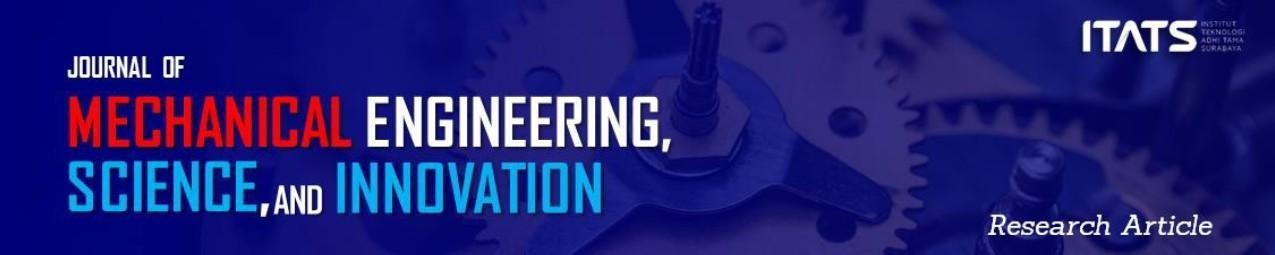 JOURNAL OF
MECHANICAL ENGINEERING,
SCIENCE, AND INNOVATION
ITATS
INSTITUT
TEKNOLOGI
ADHI TAMA
SURABAYA
Research Article